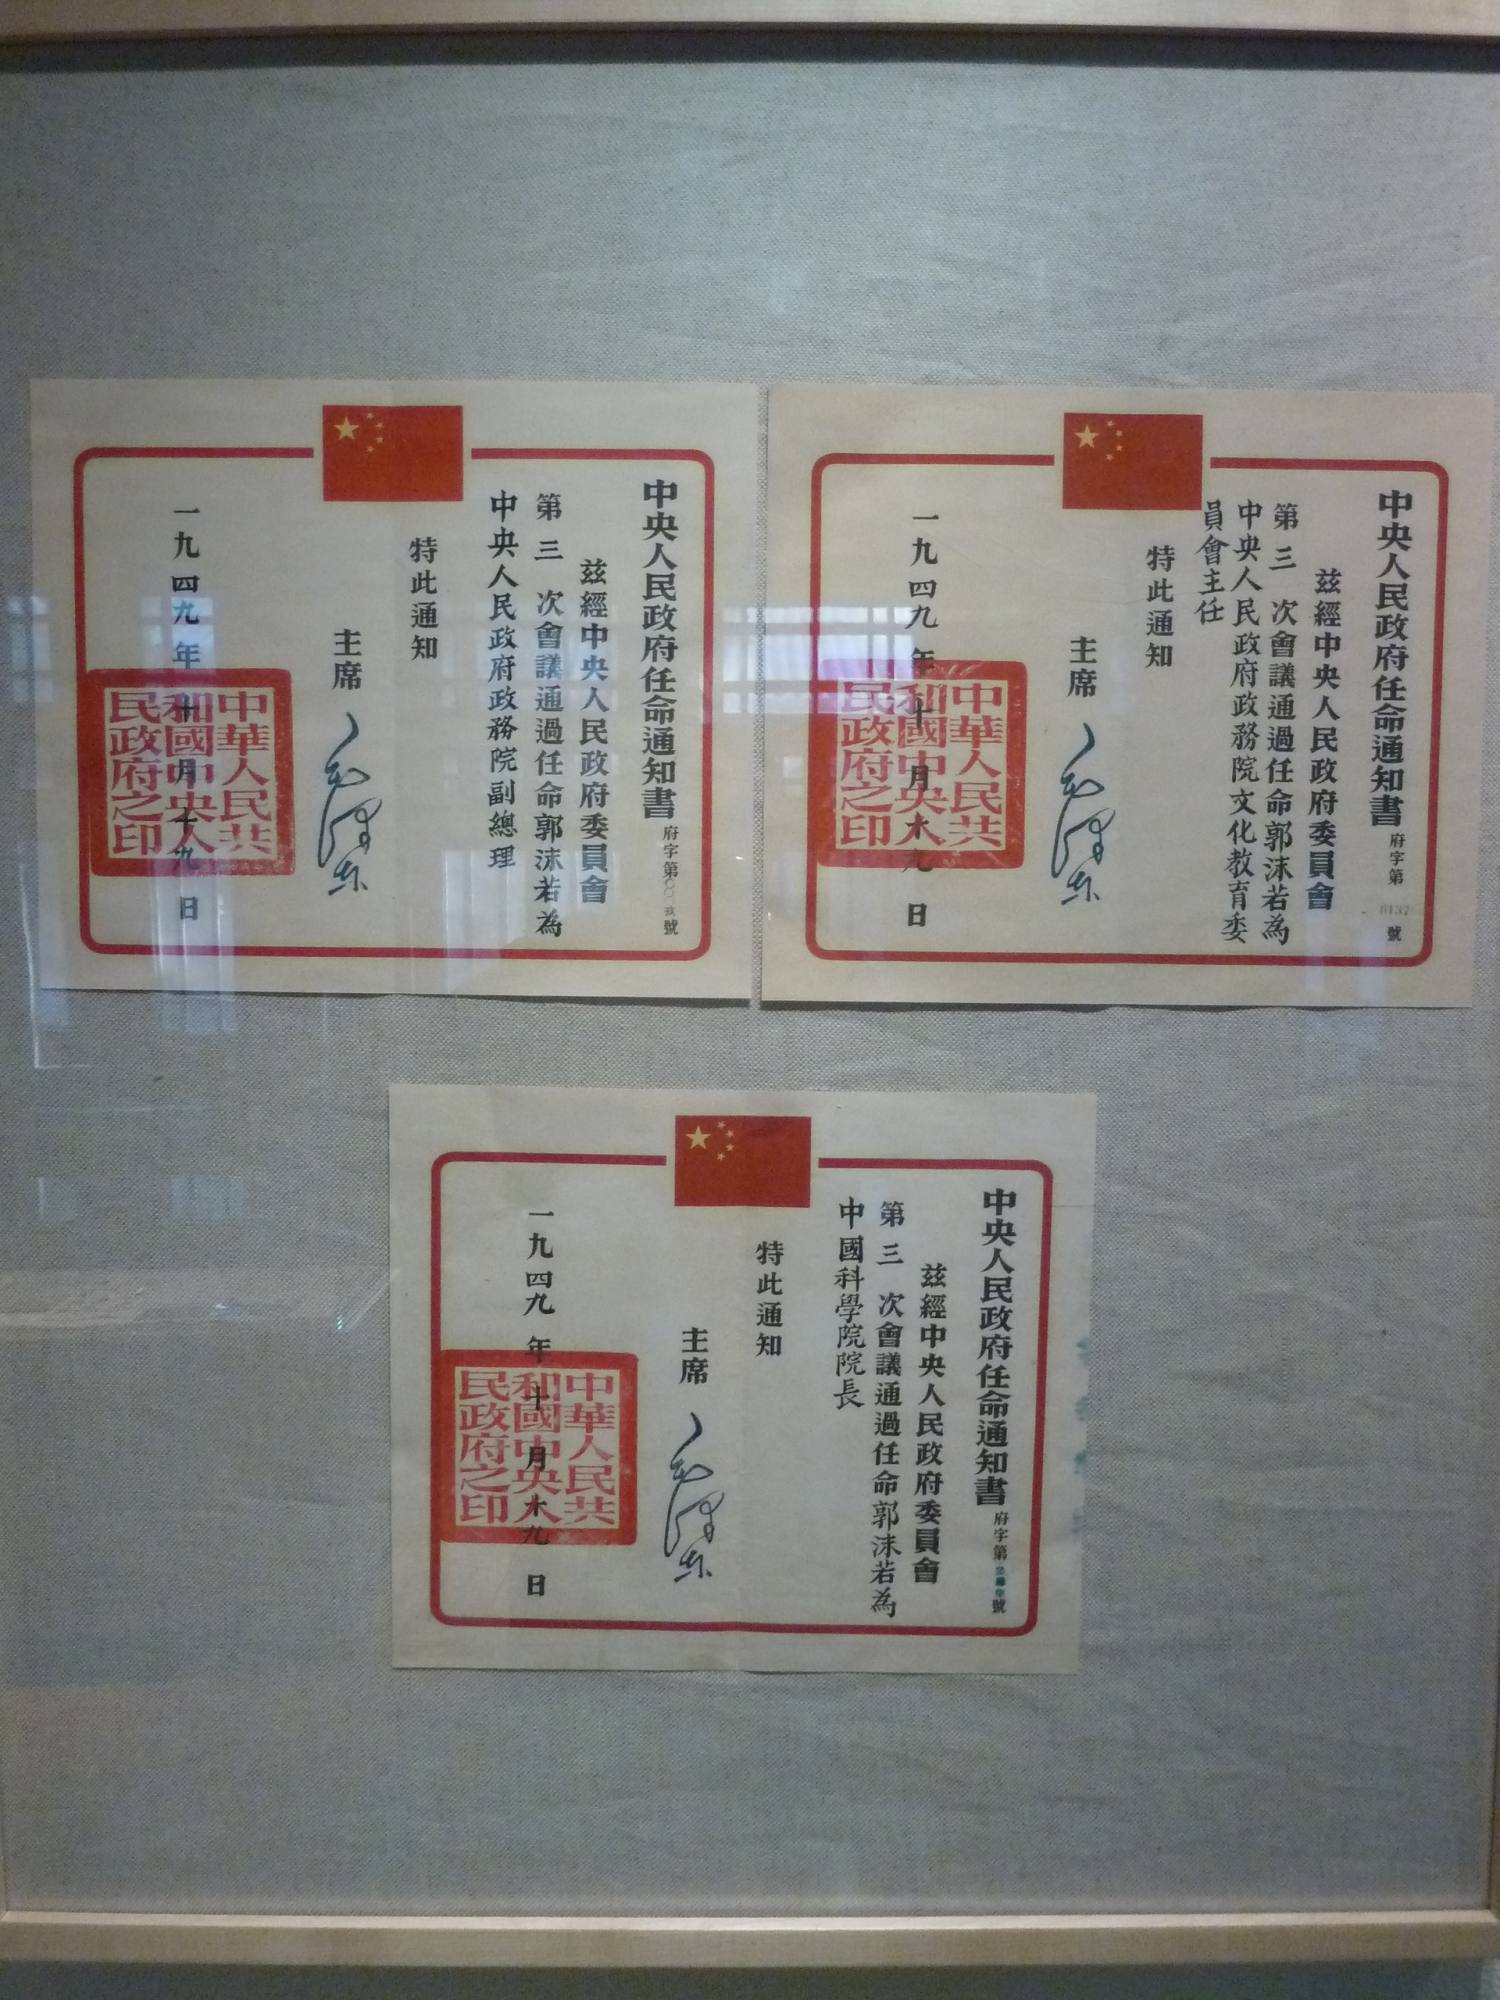 中央人民政府任命通知書
府字第
號
茲經中央人民政府委員會
第三次會議通過任命郭沫若為
中央人民政府政務院副總理
特此通知
主席
毛澤東
一九四九年十月十九日
中華人民共
和國中央人
民政府之印
中央人民政府任命通知書
府字第
0137
號
茲經中央人民政府委員會
第三次會議通過任命郭沫若為
中央人民政府政務院文化教育委
員會主任
特此通知
主席
毛澤東
一九四九年十月十九日
中華人民共
和國中央人
民政府之印
中央人民政府任命通知書
府字第
號
茲經中央人民政府委員會
第三次會議通過任命郭沫若為
中國科學院院長
特此通知
主席
毛澤東
一九四九年十月十九日
中華人民共
和國中央人
民政府之印